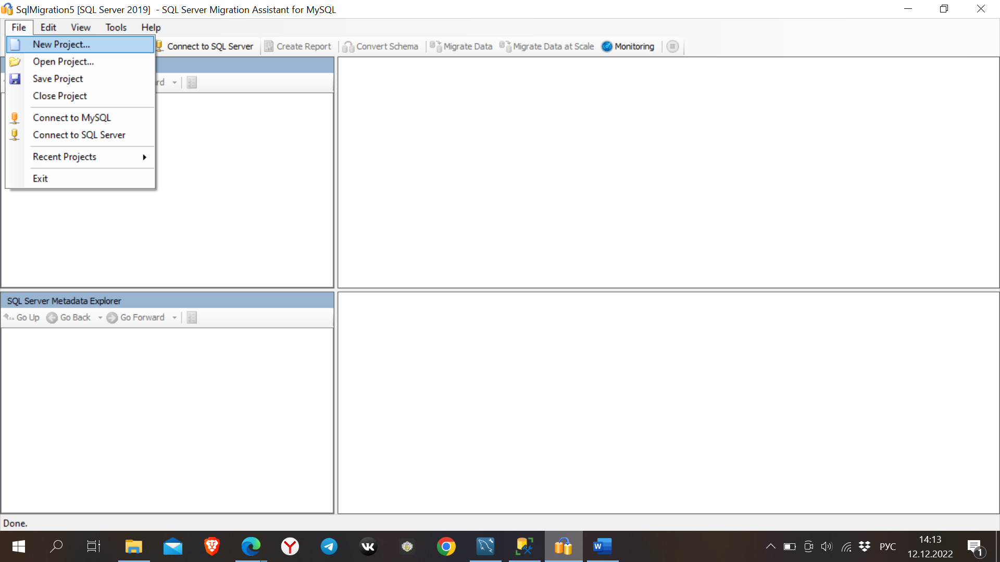 SqlMigration5 [SQL Server 2019]  - SQL Server Migration Assistant for MySQL
File Edit View Tools Help
Connect to SQL Server Create Report Convert Schema Migrate Data Migrate Data at Scale Monitoring
New Project...
Open Project...
Save Project
Close Project
Connect to MySQL
Connect to SQL Server
Recent Projects
Exit
rd
SQL Server Metadata Explorer
Go Up Go Back Go Forward
Done.
РУС
14:13
12.12.2022
1